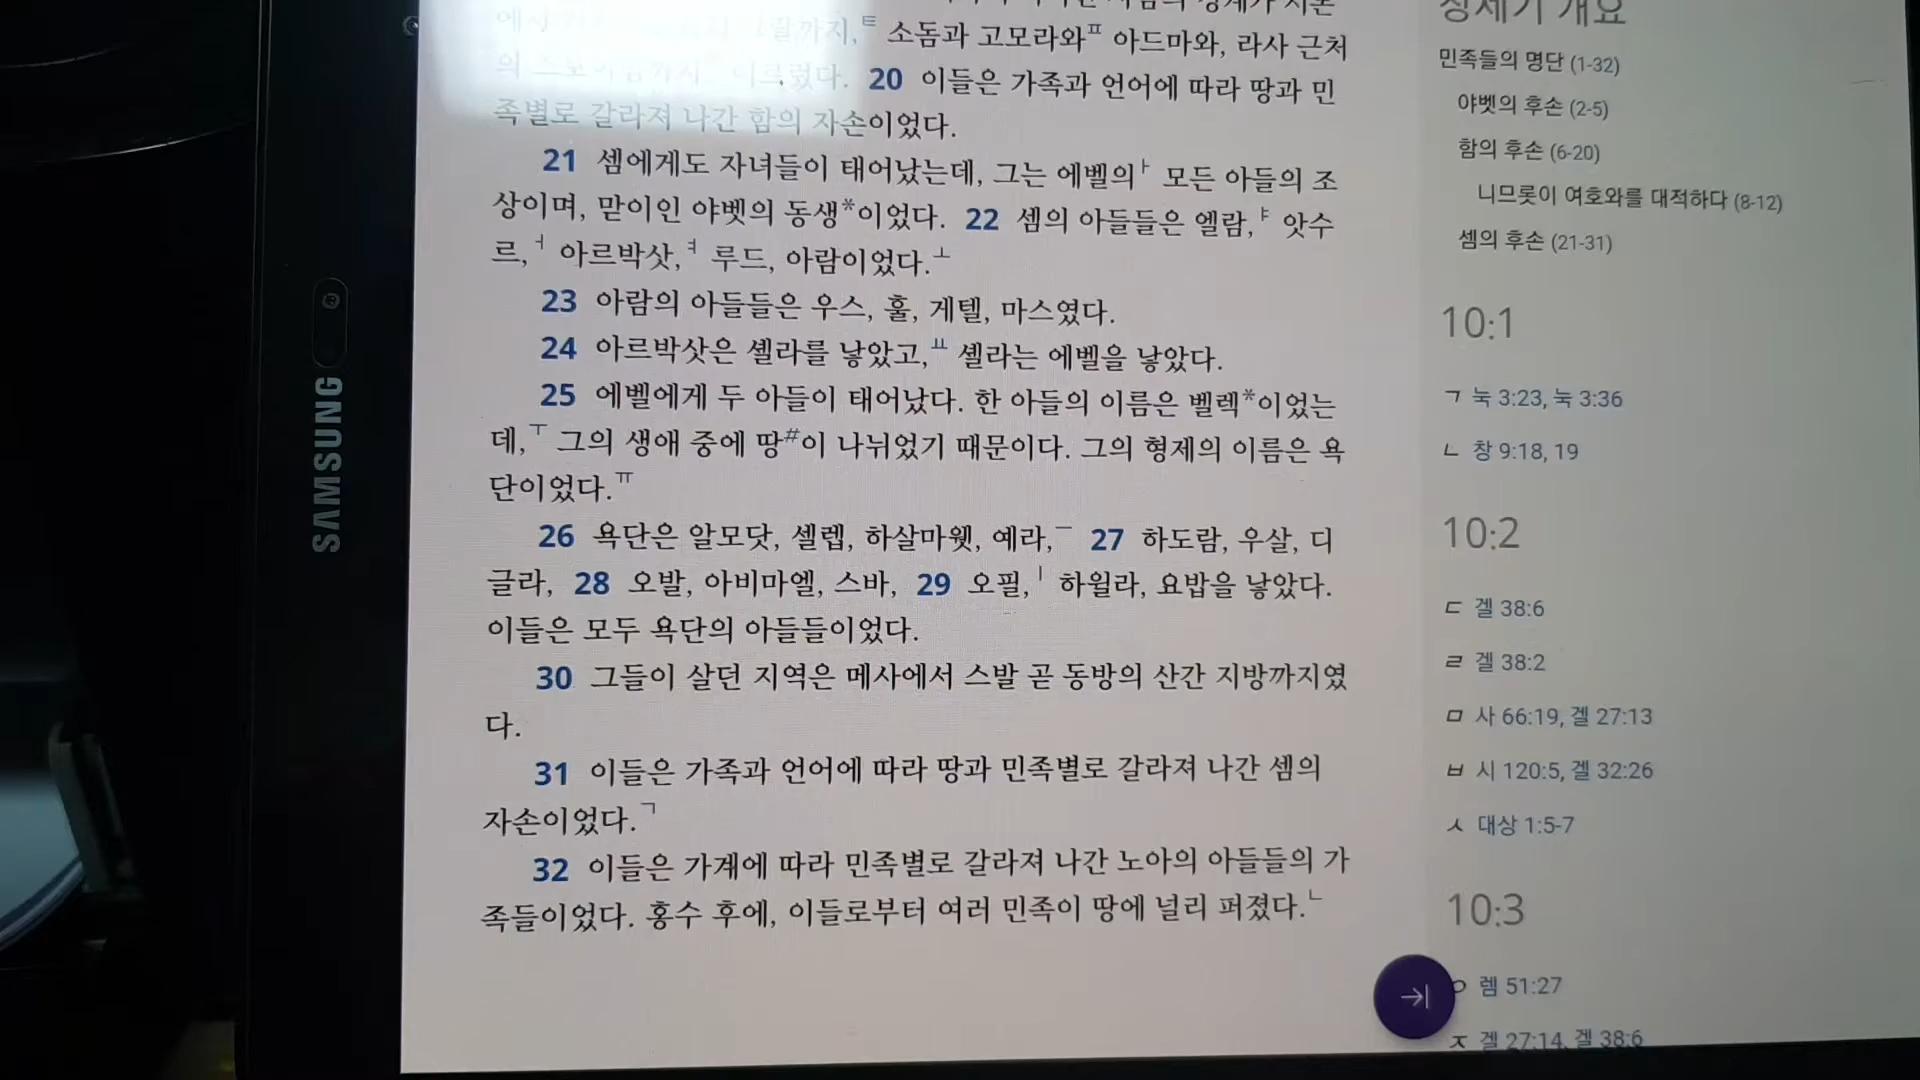 소돔과 고모라와ㅍ 아드마와, 라사 근처
이르렀다. 20 이들은 가족과 언어에 따라 땅과 민
족별로 갈라져 나간 함의 자손이었다.
21 셈에게도 자녀들이 태어났는데, 그는 에벨의ㅏ 모든 아들의 조
상이며, 맏이인 야벳의 동생*이었다. 22 셈의 아들들은 엘람,ㅑ 앗수
르,ㅓ 아르박삿,ㅕ 루드, 아람이었다.ㅗ
23 아람의 아들들은 우스, 훌, 게텔, 마스였다.
24 아르박삿은 셸라를 낳았고,ㅛ 셸라는 에벨을 낳았다.
25 에벨에게 두 아들이 태어났다. 한 아들의 이름은 벨렉*이었는
데,ㅜ 그의 생애 중에 땅#이 나뉘었기 때문이다. 그의 형제의 이름은 욕
단이었다.ㅠ
26 욕단은 알모닷, 셀렙, 하살마웻, 예라,ㅡ 27 하도람, 우살, 디
글라, 28 오발, 아비마엘, 스바, 29 오필,ㅣ 하윌라, 요밥을 낳았다.
이들은 모두 욕단의 아들들이었다.
30 그들이 살던 지역은 메사에서 스발 곧 동방의 산간 지방까지였
다.
31 이들은 가족과 언어에 따라 땅과 민족별로 갈라져 나간 셈의
자손이었다.ㄱ
32 이들은 가계에 따라 민족별로 갈라져 나간 노아의 아들들의 가
족들이었다. 홍수 후에, 이들로부터 여러 민족이 땅에 널리 퍼졌다.ㄴ
창세기 개요
민족들의 명단 (1-32)
야벳의 후손 (2-5)
함의 후손 (6-20)
니므롯이 여호와를 대적하다 (8-12)
셈의 후손 (21-31)
10:1
ㄱ 눅 3:23, 눅 3:36
ㄴ 창 9:18, 19
10:2
ㄷ 겔 38:6
ㄹ 겔 38:2
ㅁ 사 66:19, 겔 27:13
ㅂ 시 120:5, 겔 32:26
ㅅ 대상 1:5-7
10:3
ㅇ 렘 51:27
ㅈ 겔 27:14, 겔 38:6
SAMSUNG